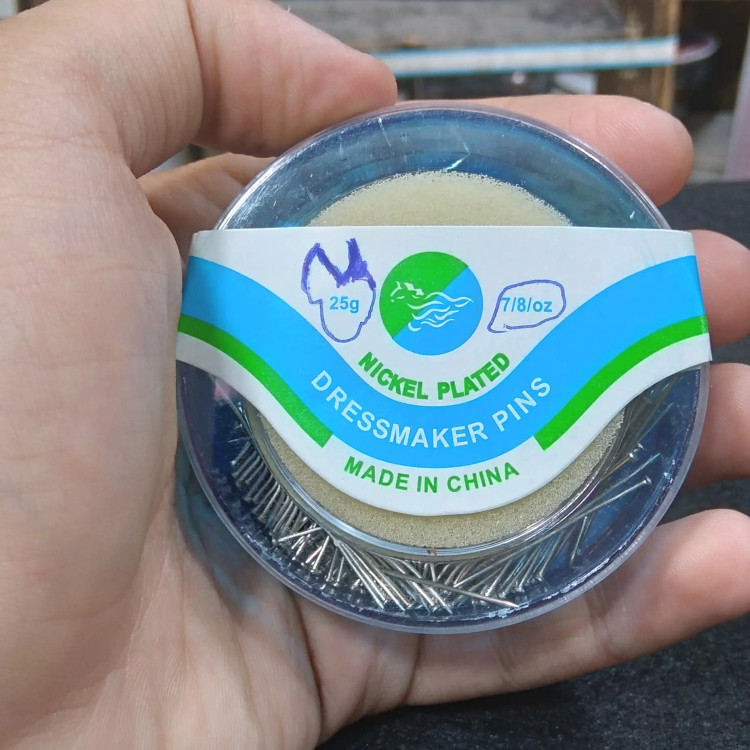 25g
7/8/oz
NICKEL PLATED
DRESSMAKER PINS
MADE IN CHINA